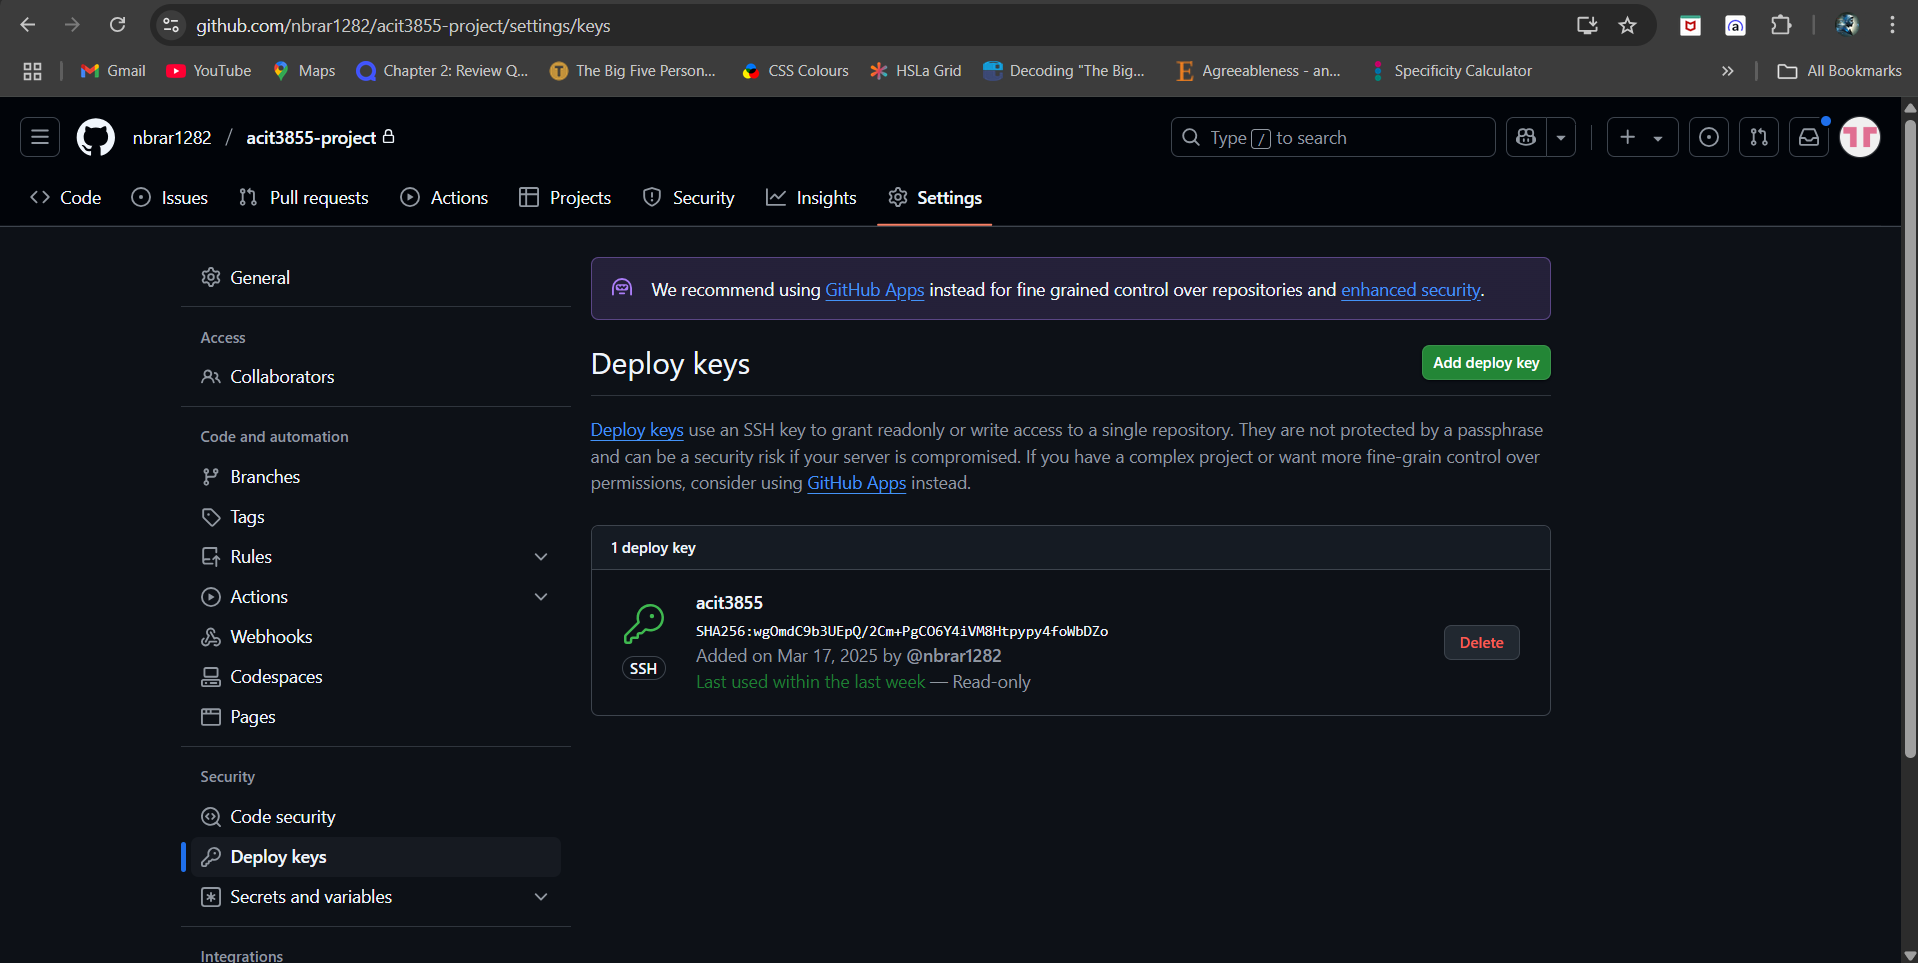 github.com/nbrar1282/acit3855-project/settings/keys
Gmail
YouTube
Maps
Chapter 2: Review Q...
The Big Five Person...
CSS Colours
HSLa Grid
Decoding "The Big...
Agreeableness - an...
Specificity Calculator
All Bookmarks
nbrar1282 / acit3855-project
Type / to search
Code
Issues
Pull requests
Actions
Projects
Security
Insights
Settings
General
Access
Collaborators
Code and automation
Branches
Tags
Rules
Actions
Webhooks
Codespaces
Pages
Security
Code security
Deploy keys
Secrets and variables
Integrations
We recommend using GitHub Apps instead for fine grained control over repositories and enhanced security.
Deploy keys
Add deploy key
Deploy keys use an SSH key to grant readonly or write access to a single repository. They are not protected by a passphrase
and can be a security risk if your server is compromised. If you have a complex project or want more fine-grain control over
permissions, consider using GitHub Apps instead.
1 deploy key
SSH
acit3855
SHA256:wgOmdC9b3UEpQ/2Cm+PgCO6Y4iVM8Htpypy4foWbDZo
Added on Mar 17, 2025 by @nbrar1282
Last used within the last week — Read-only
Delete